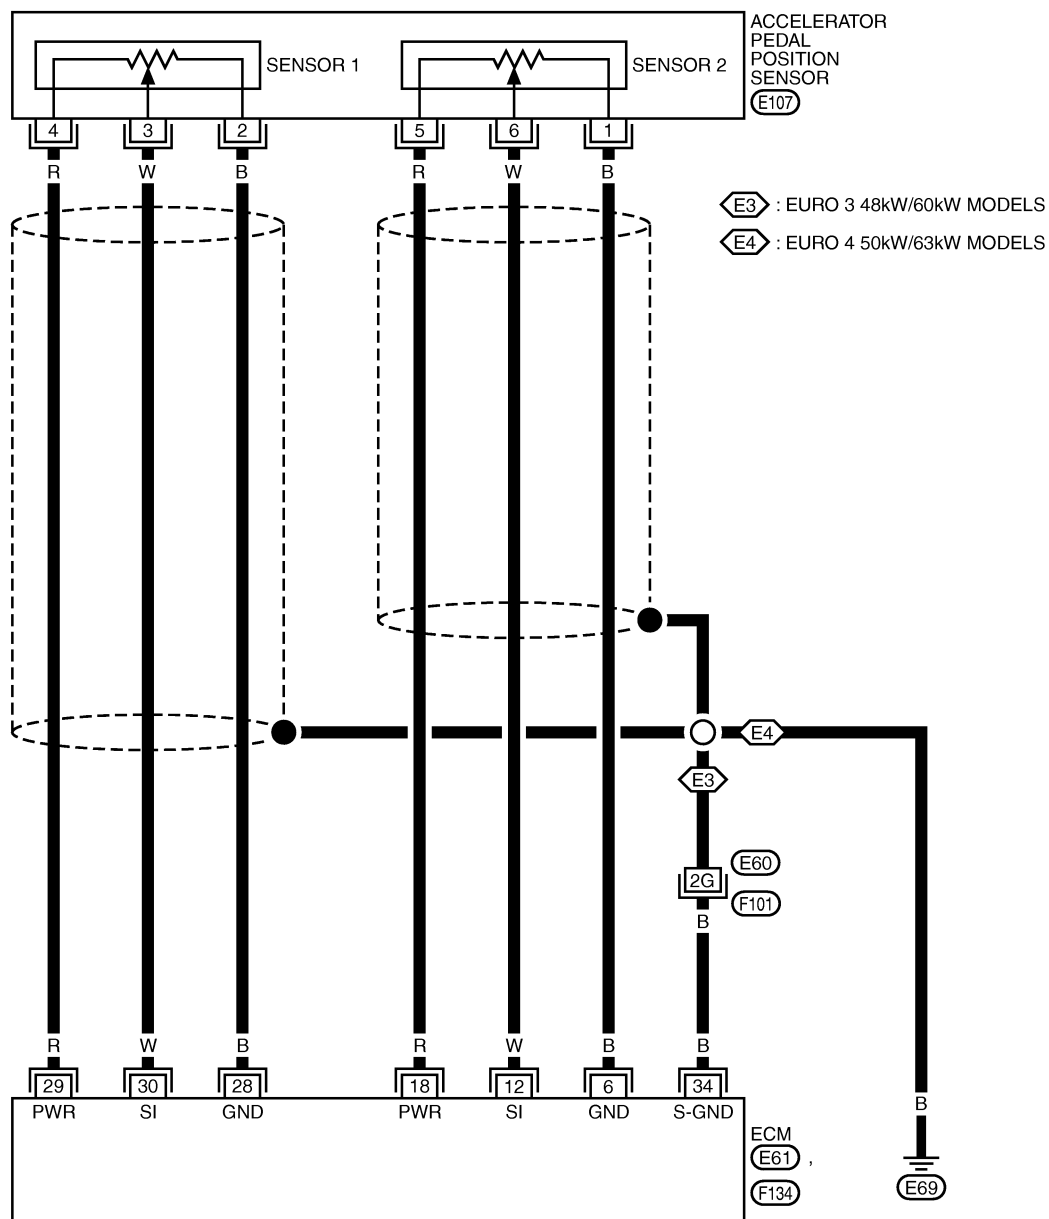 ACCELERATOR
PEDAL
POSITION
SENSOR
E107
SENSOR 1
SENSOR 2
4 3 2 5 6 1
R W B R W B
E3 : EURO 3 48kW/60kW MODELS
E4 : EURO 4 50kW/63kW MODELS
E4
E3
E60
2G
F101
B
R W B R W B B
29 30 28 18 12 6 34
PWR SI GND PWR SI GND S-GND
B
ECM
E61 ,
F134
E69